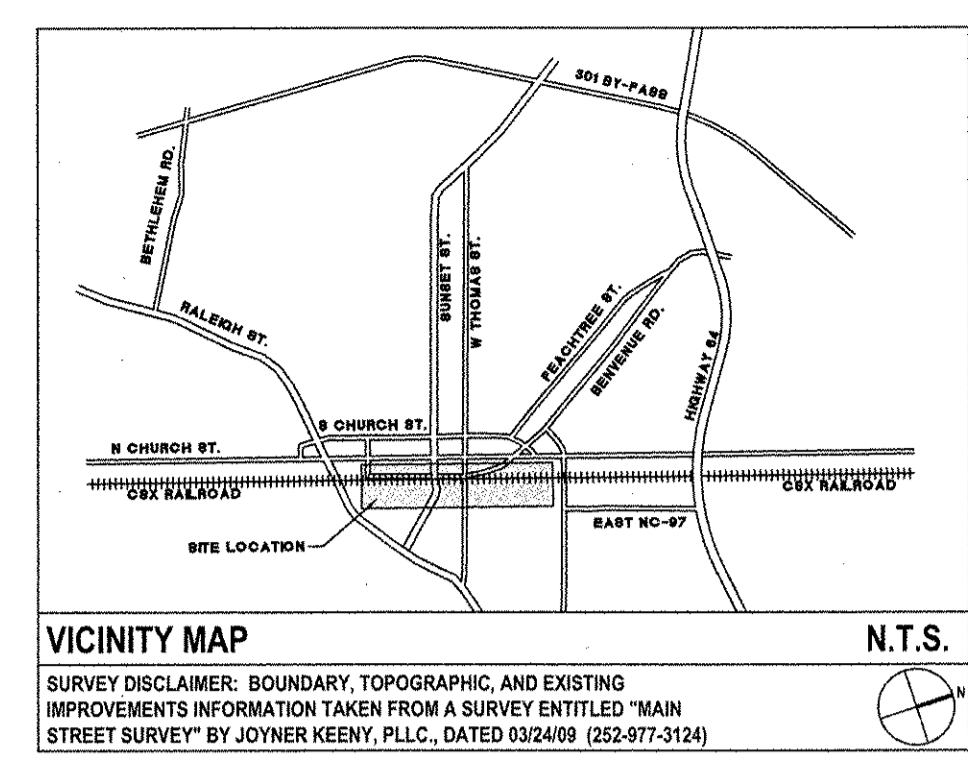 301 BY-PASS
BETHLEHEM RD.
SUNSET ST.
W THOMAS ST.
RALEIGH ST.
PEACHTREE ST.
BENVENUE RD.
HIGHWAY 64
S CHURCH ST.
N CHURCH ST.
CSX RAILROAD
CSX RAILROAD
EAST NC-97
SITE LOCATION
VICINITY MAP
N.T.S.
SURVEY DISCLAIMER: BOUNDARY, TOPOGRAPHIC, AND EXISTING
IMPROVEMENTS INFORMATION TAKEN FROM A SURVEY ENTITLED "MAIN
STREET SURVEY" BY JOYNER KEENY, PLLC., DATED 03/24/09 (252-977-3124)
N